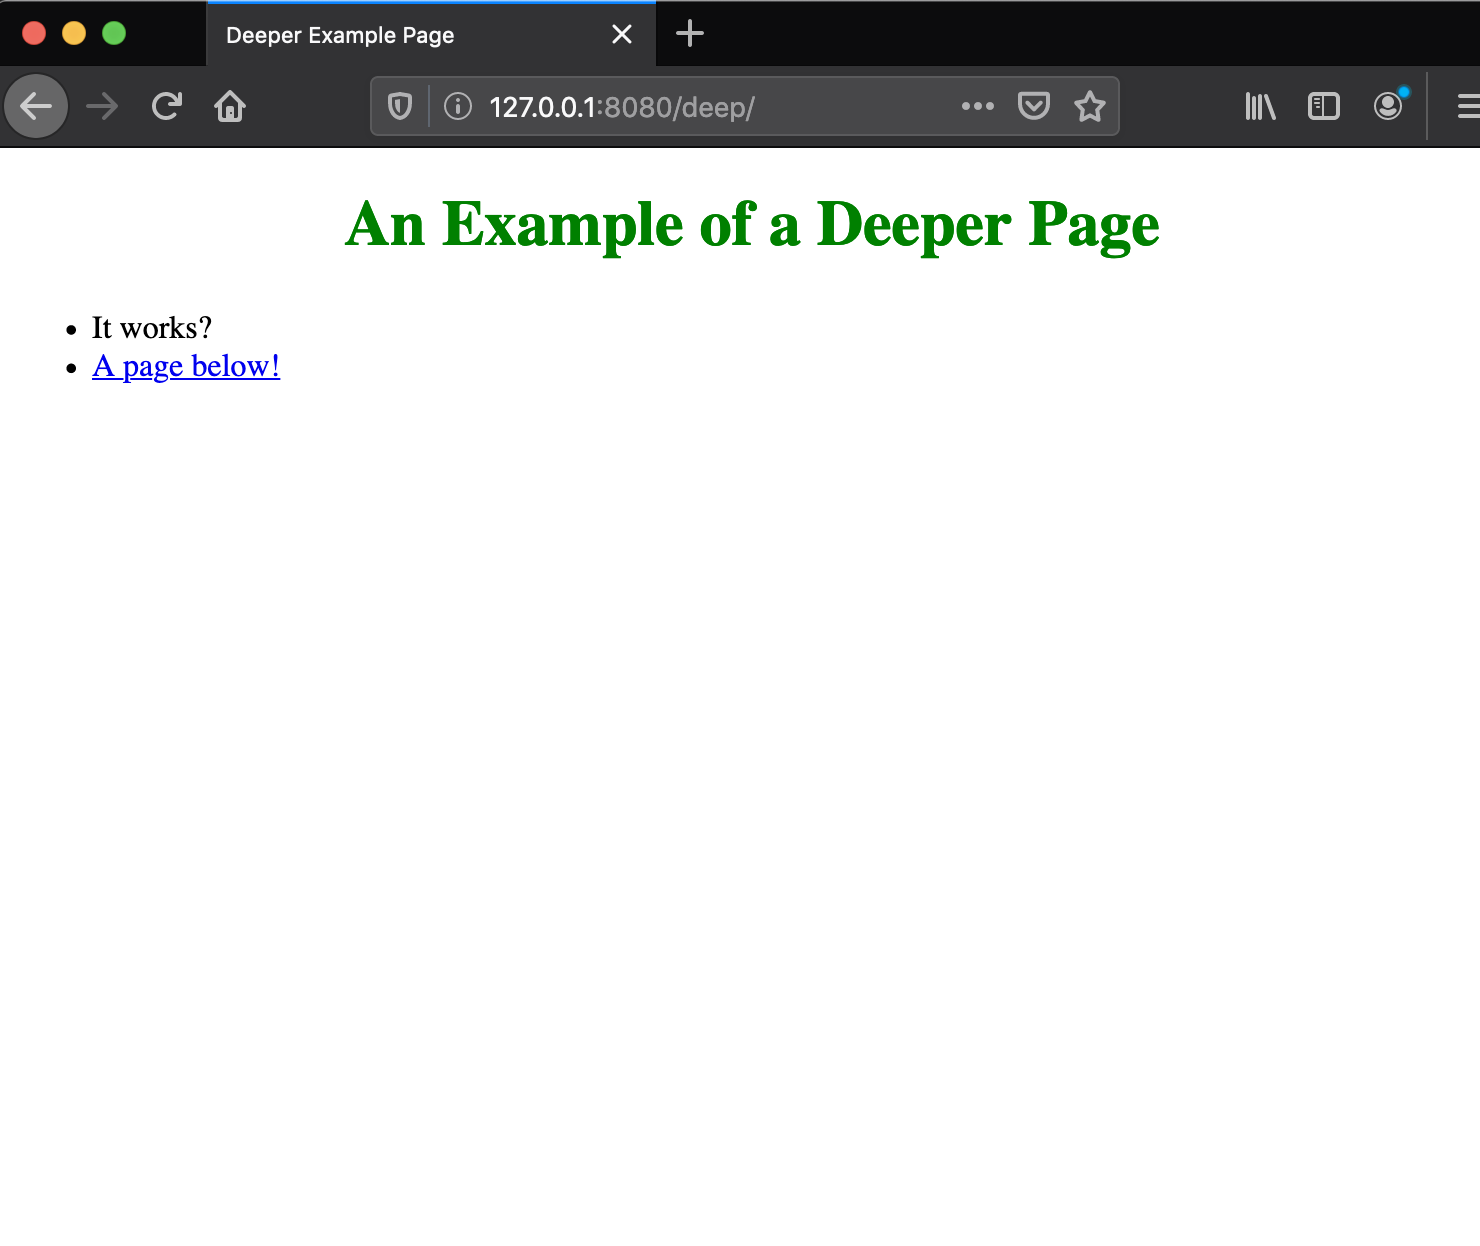 Deeper Example Page
127.0.0.1:8080/deep/
An Example of a Deeper Page
It works?
A page below!